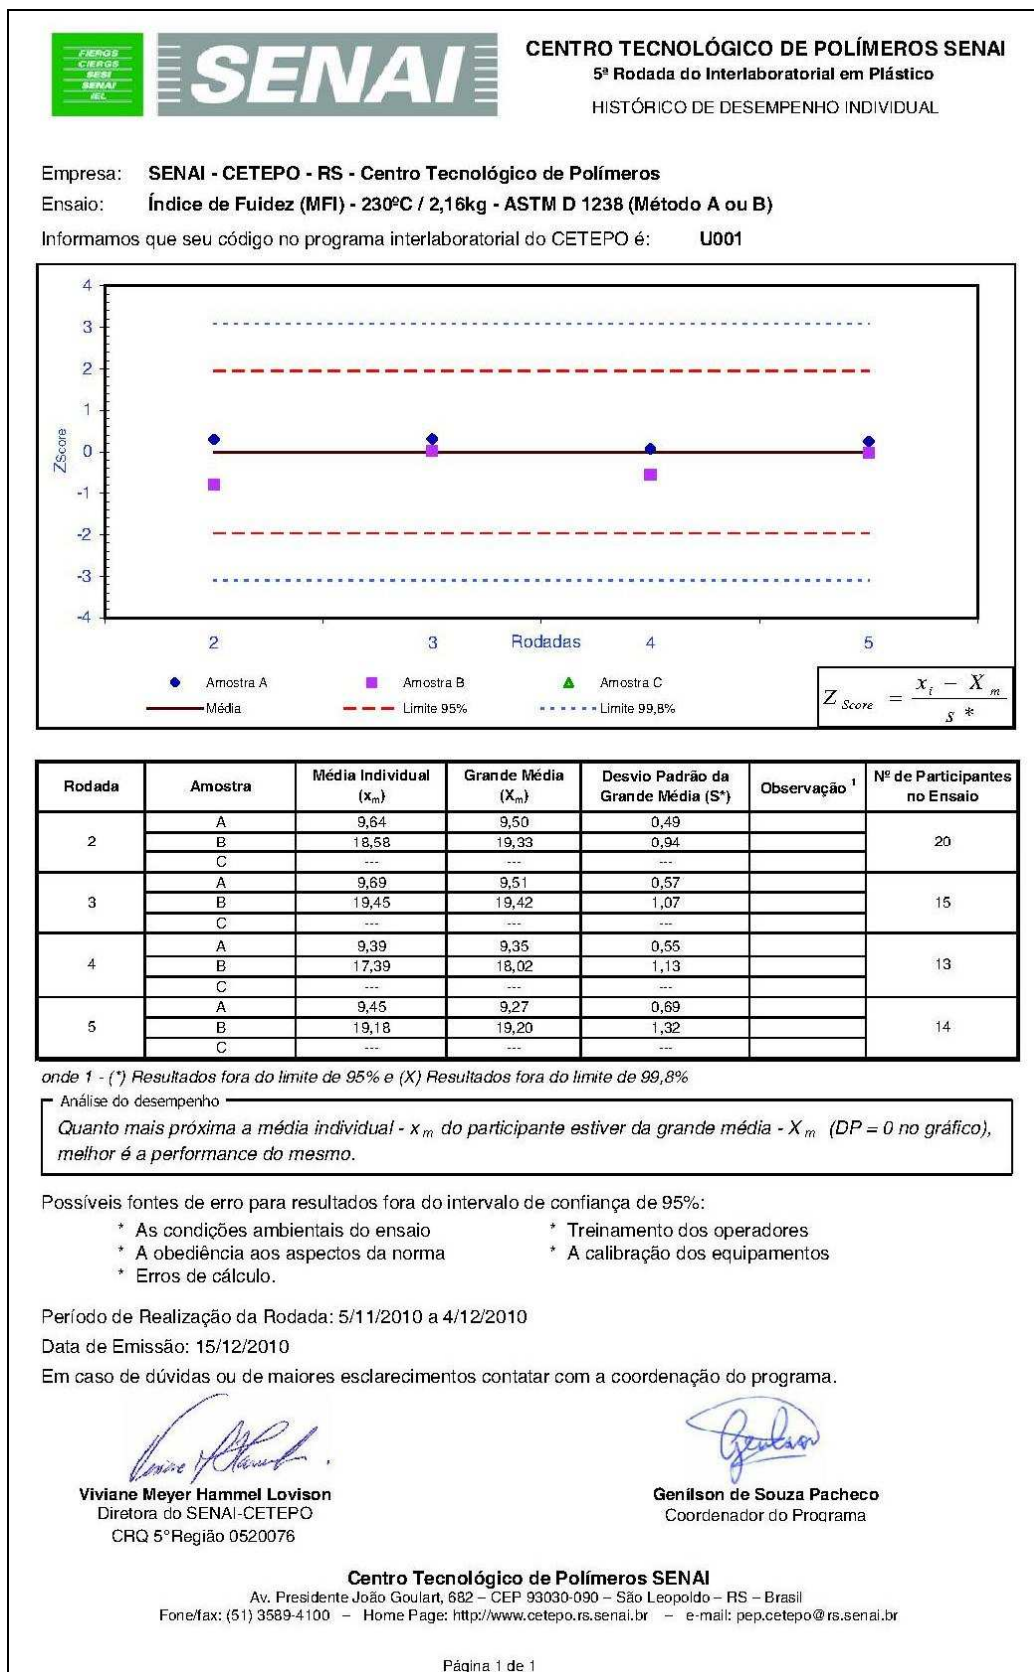 FIERGS
CIERGS
SESI
SENAI
IEL
SENAI
CENTRO TECNOLÓGICO DE POLÍMEROS SENAI
5ª Rodada do Interlaboratorial em Plástico
HISTÓRICO DE DESEMPENHO INDIVIDUAL
Empresa: SENAI - CETEPO - RS - Centro Tecnológico de Polímeros
Ensaio: Índice de Fuidez (MFI) - 230ºC / 2,16kg - ASTM D 1238 (Método A ou B)
Informamos que seu código no programa interlaboratorial do CETEPO é: U001
4
3
2
1
0
-1
-2
-3
-4
ZScore
2 3 Rodadas 4 5
Amostra A Amostra B Amostra C
Média Limite 95% Limite 99,8%
Z Score = x i - X m / s *
Rodada Amostra Média Individual (xm) Grande Média (Xm) Desvio Padrão da Grande Média (S*) Observação 1 Nº de Participantes no Ensaio
2 A 9,64 9,50 0,49 20
B 18,58 19,33 0,94
C --- --- ---
3 A 9,69 9,51 0,57 15
B 19,45 19,42 1,07
C --- --- ---
4 A 9,39 9,35 0,55 13
B 17,39 18,02 1,13
C --- --- ---
5 A 9,45 9,27 0,69 14
B 19,18 19,20 1,32
C --- --- ---
onde 1 - (*) Resultados fora do limite de 95% e (X) Resultados fora do limite de 99,8%
Análise do desempenho
Quanto mais próxima a média individual - x m do participante estiver da grande média - X m (DP = 0 no gráfico),
melhor é a performance do mesmo.
Possíveis fontes de erro para resultados fora do intervalo de confiança de 95%:
* As condições ambientais do ensaio * Treinamento dos operadores
* A obediência aos aspectos da norma * A calibração dos equipamentos
* Erros de cálculo.
Período de Realização da Rodada: 5/11/2010 a 4/12/2010
Data de Emissão: 15/12/2010
Em caso de dúvidas ou de maiores esclarecimentos contatar com a coordenação do programa.
Viviane Meyer Hammel Lovison
Diretora do SENAI-CETEPO
CRQ 5°Região 0520076
Genílson de Souza Pacheco
Coordenador do Programa
Centro Tecnológico de Polímeros SENAI
Av. Presidente João Goulart, 682 – CEP 93030-090 – São Leopoldo – RS – Brasil
Fone/fax: (51) 3589-4100 – Home Page: http://www.cetepo.rs.senai.br – e-mail: pep.cetepo@rs.senai.br
Página 1 de 1